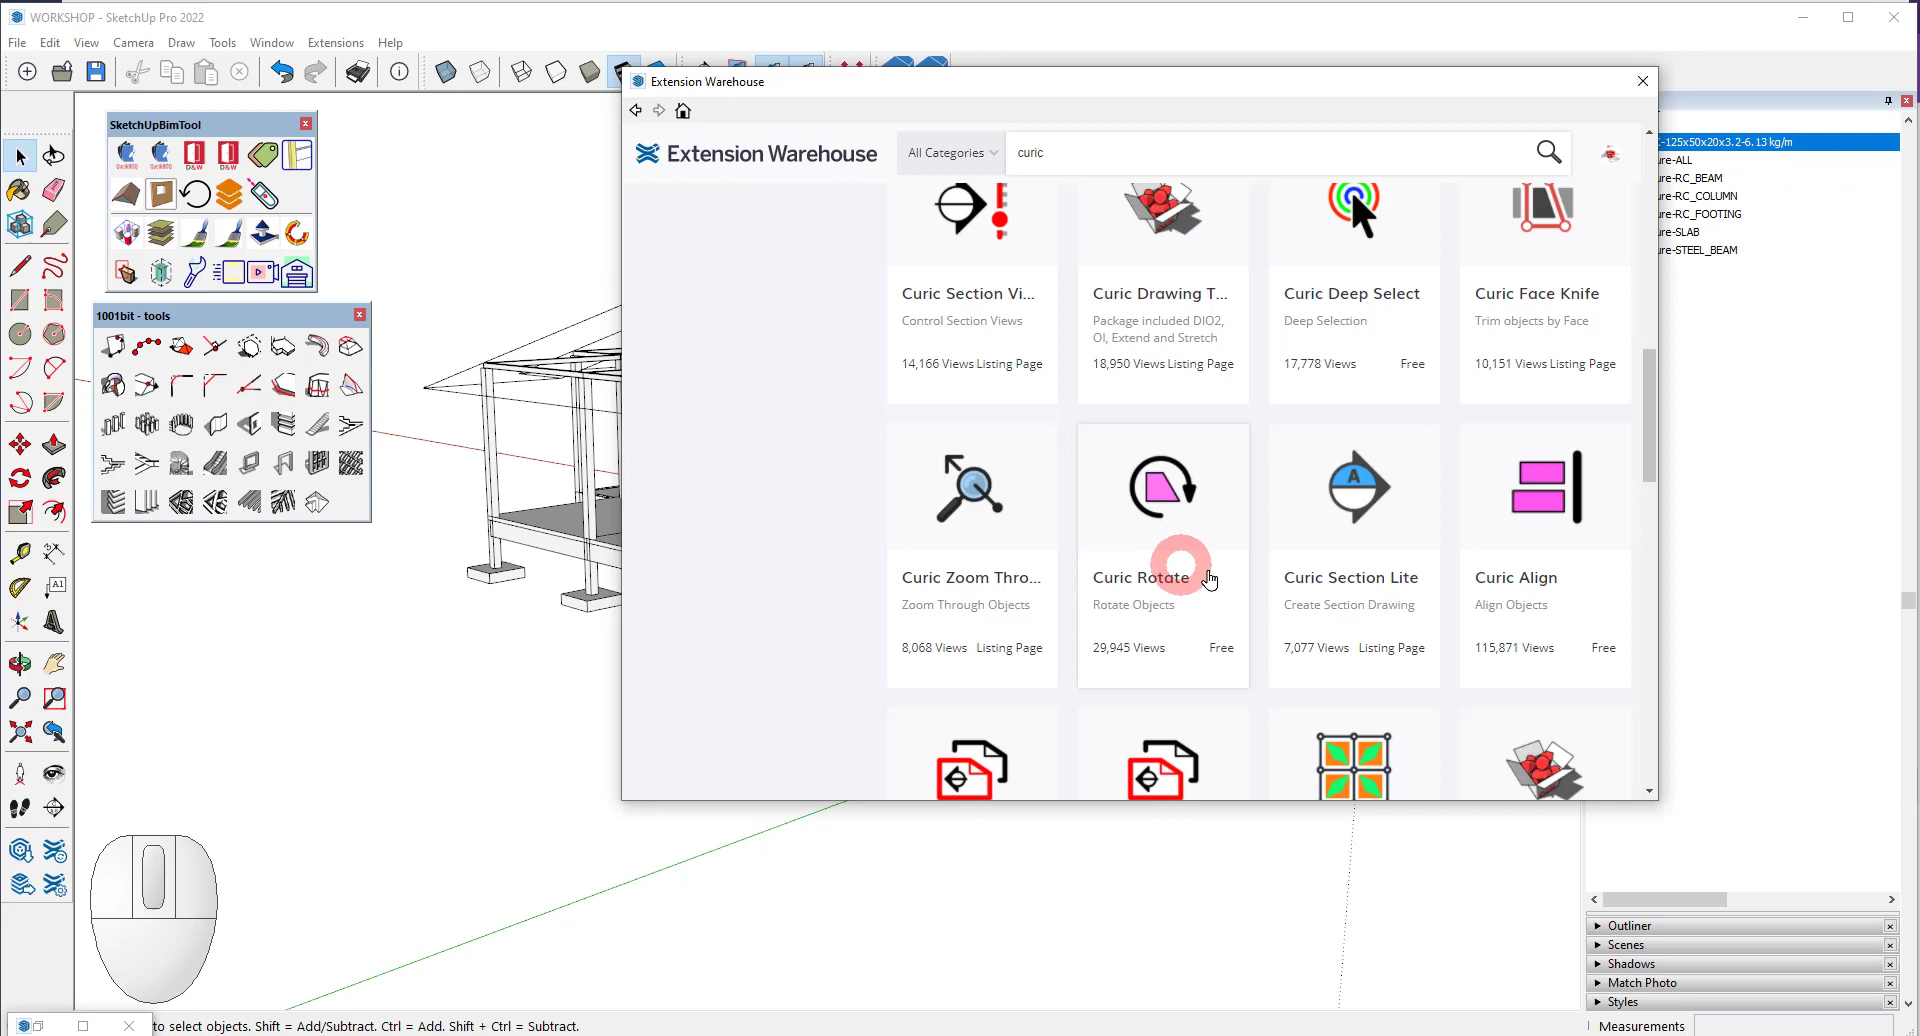 WORKSHOP - SketchUp Pro 2022
File Edit View Camera Draw Tools Window Extensions Help
SketchUpBimTool
D&W D&W
1001bit - tools
A1
Extension Warehouse
Extension Warehouse
All Categories
curic
Curic Section Vi...
Control Section Views
14,166 Views Listing Page
Curic Drawing T...
Package included DIO2,
OI, Extend and Stretch
18,950 Views Listing Page
Curic Deep Select
Deep Selection
17,778 Views Free
Curic Face Knife
Trim objects by Face
10,151 Views Listing Page
Curic Zoom Thro...
Zoom Through Objects
8,068 Views Listing Page
Curic Rotate
Rotate Objects
29,945 Views Free
A
Curic Section Lite
Create Section Drawing
7,077 Views Listing Page
Curic Align
Align Objects
115,871 Views Free
-125x50x20x3.2-6.13 kg/m
ure-ALL
ure-RC_BEAM
ure-RC_COLUMN
ure-RC_FOOTING
ure-SLAB
ure-STEEL_BEAM
Outliner
Scenes
Shadows
Match Photo
Styles
to select objects. Shift = Add/Subtract. Ctrl = Add. Shift + Ctrl = Subtract.
Measurements